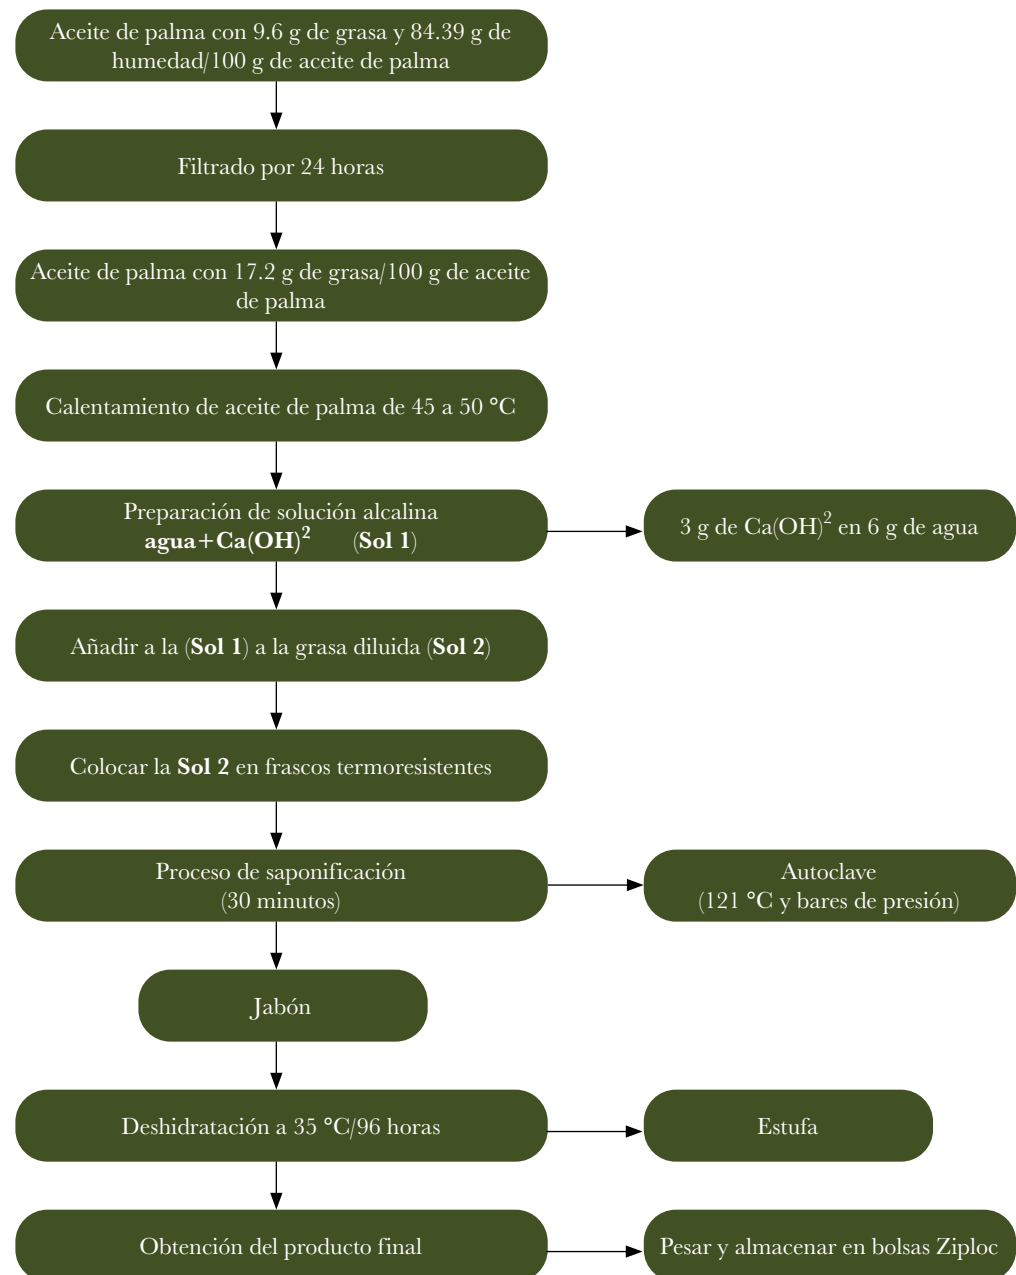 Aceite de palma con 9.6 g de grasa y 84.39 g de
humedad/100 g de aceite de palma
Filtrado por 24 horas
Aceite de palma con 17.2 g de grasa/100 g de aceite
de palma
Calentamiento de aceite de palma de 45 a 50 °C
Preparación de solución alcalina
agua+Ca(OH)² (Sol 1)
3 g de Ca(OH)² en 6 g de agua
Añadir a la (Sol 1) a la grasa diluida (Sol 2)
Colocar la Sol 2 en frascos termoresistentes
Proceso de saponificación
(30 minutos)
Autoclave
(121 °C y bares de presión)
Jabón
Deshidratación a 35 °C/96 horas
Estufa
Obtención del producto final
Pesar y almacenar en bolsas Ziploc